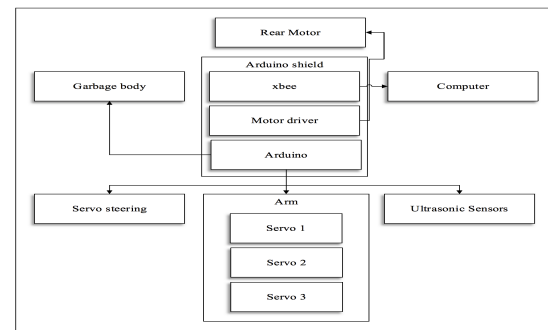 Rear Motor
Arduino shield
Garbage body
xbee
Computer
Motor driver
Arduino
Servo steering
Arm
Ultrasonic Sensors
Servo 1
Servo 2
Servo 3